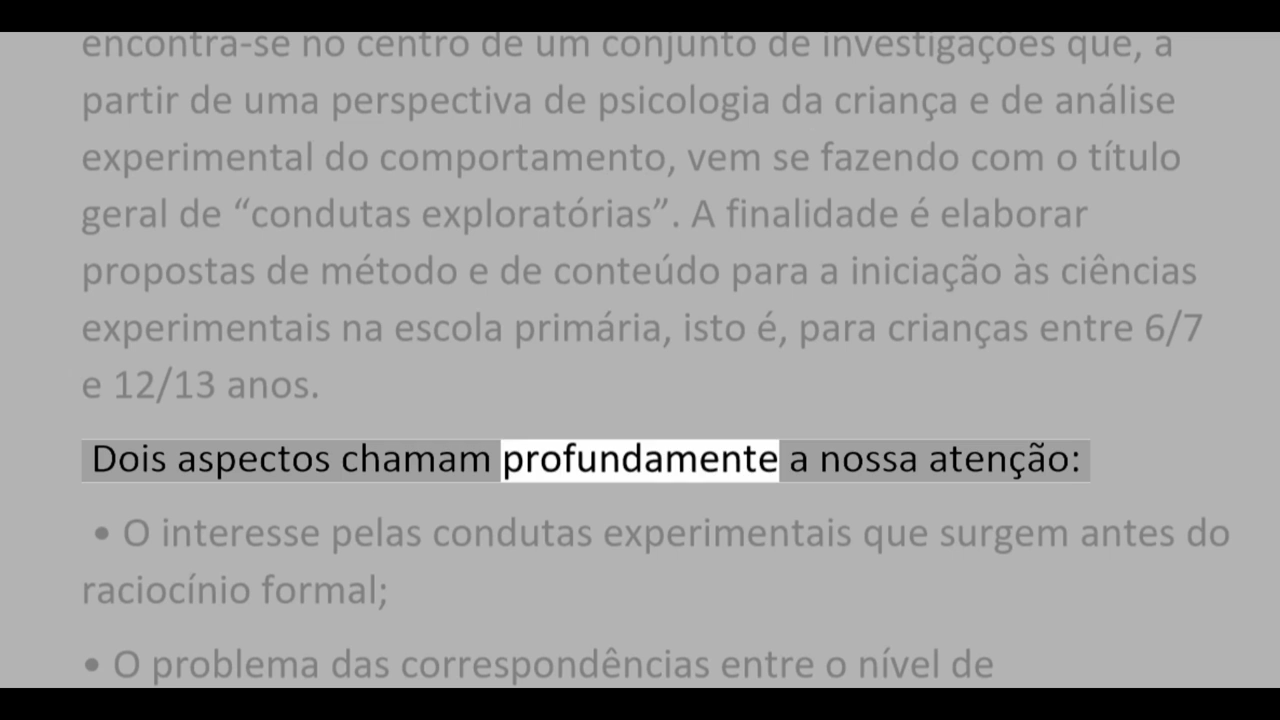 encontra-se no centro de um conjunto de investigações que, a
partir de uma perspectiva de psicologia da criança e de análise
experimental do comportamento, vem se fazendo com o título
geral de “condutas exploratórias”. A finalidade é elaborar
propostas de método e de conteúdo para a iniciação às ciências
experimentais na escola primária, isto é, para crianças entre 6/7
e 12/13 anos.
Dois aspectos chamam profundamente a nossa atenção:
• O interesse pelas condutas experimentais que surgem antes do
raciocínio formal;
• O problema das correspondências entre o nível de